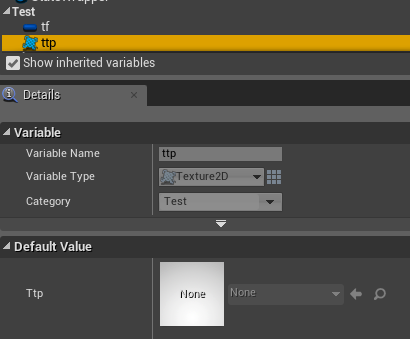 Test
tf
ttp
Show inherited variables
Details
Variable
Variable Name ttp
Variable Type Texture2D
Category Test
Default Value
Ttp None None